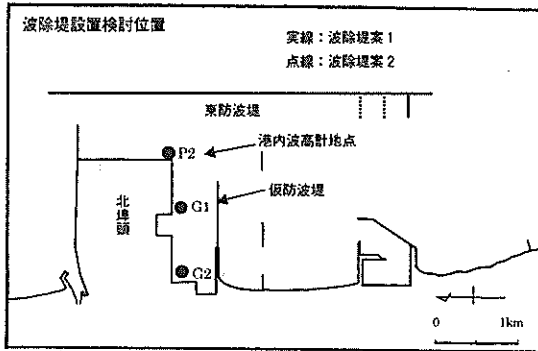 波除堤設置検討位置
実線：波除堤案1
点線：波除堤案2
東防波堤
P2
港内波高計地点
仮防波堤
G1
北埠頭
G2
0 1km